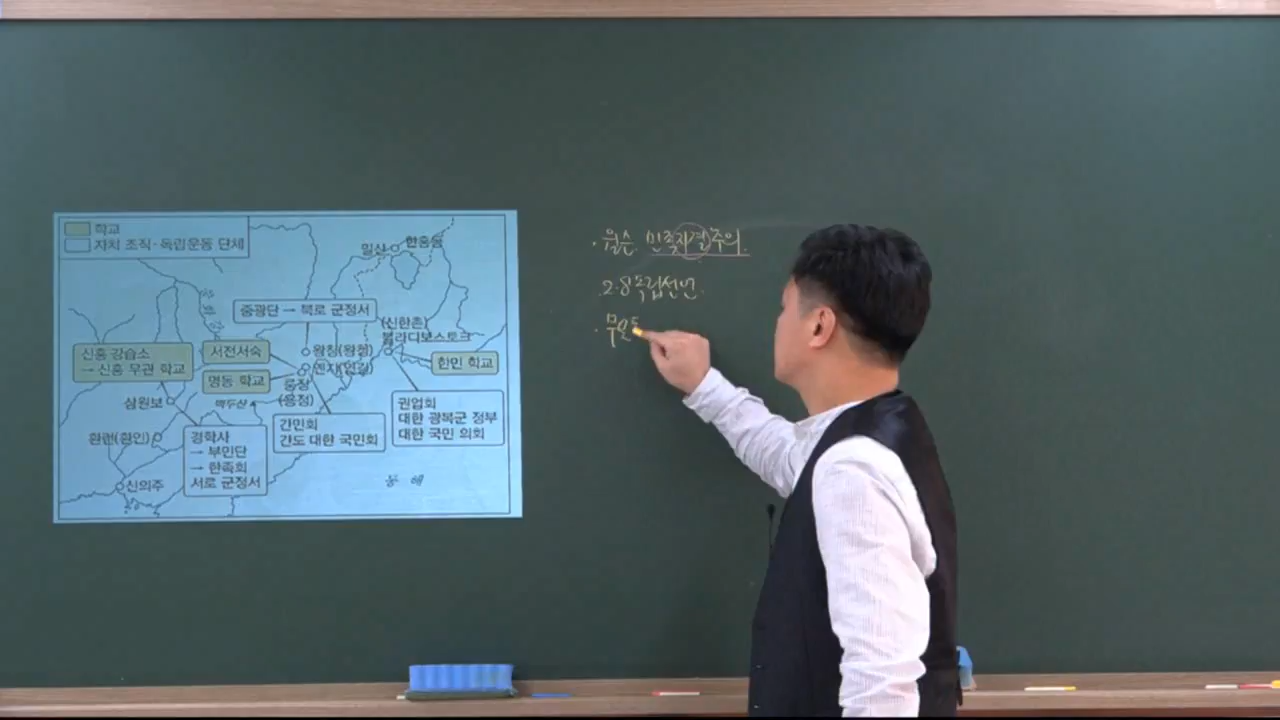 학교
자치 조직·독립운동 단체
밀산
한흥동
중광단 → 북로 군정서
(신한촌)
블라디보스토크
신흥 강습소
→ 신흥 무관 학교
서전서숙
왕칭(왕청)
한민 학교
명동 학교
옌지(연길)
룽징
(용정)
백두산
삼원보
권업회
대한 광복군 정부
대한 국민 의회
간민회
간도 대한 국민회
환런(환인)
경학사
→ 부민단
→ 한족회
서로 군정서
신의주
동해
· 윌슨. 민족자결주의.
2·8독립선언.
· 무오